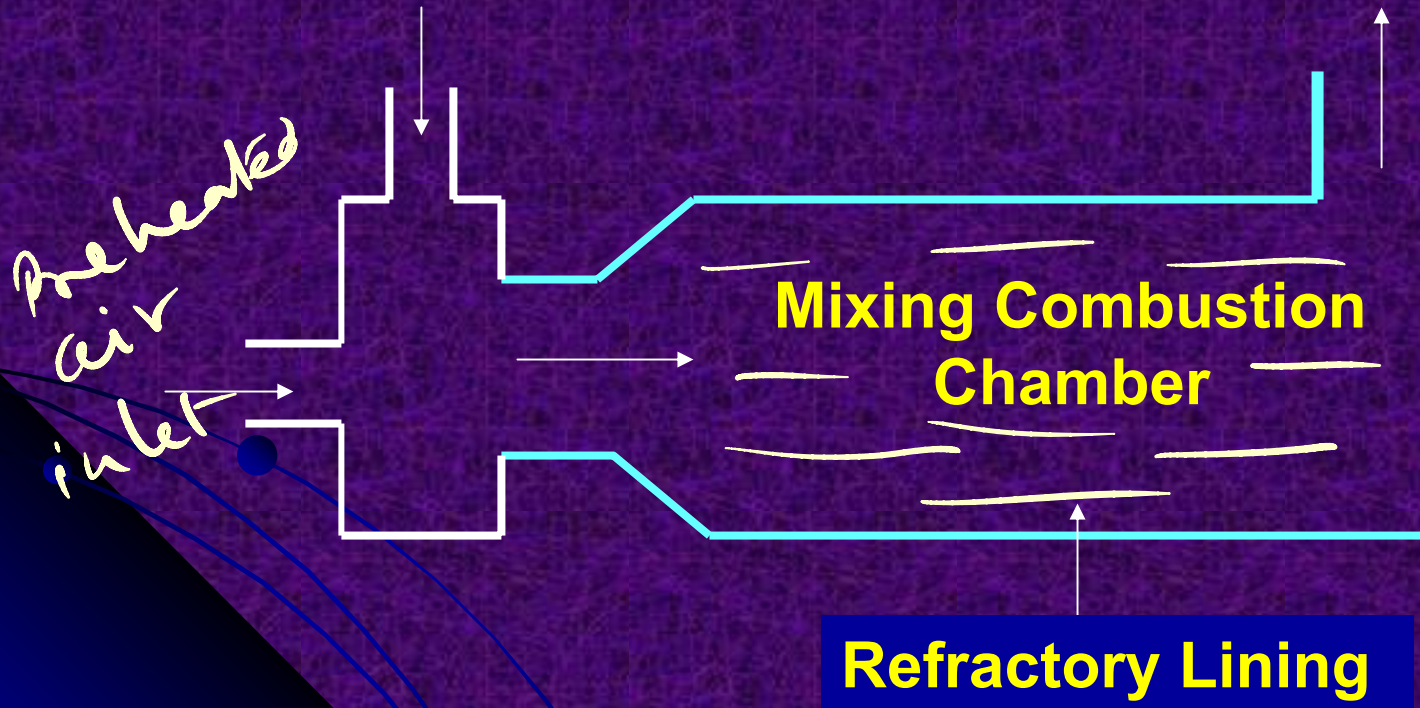 Preheated
air
inlet
Mixing Combustion
Chamber
Refractory Lining